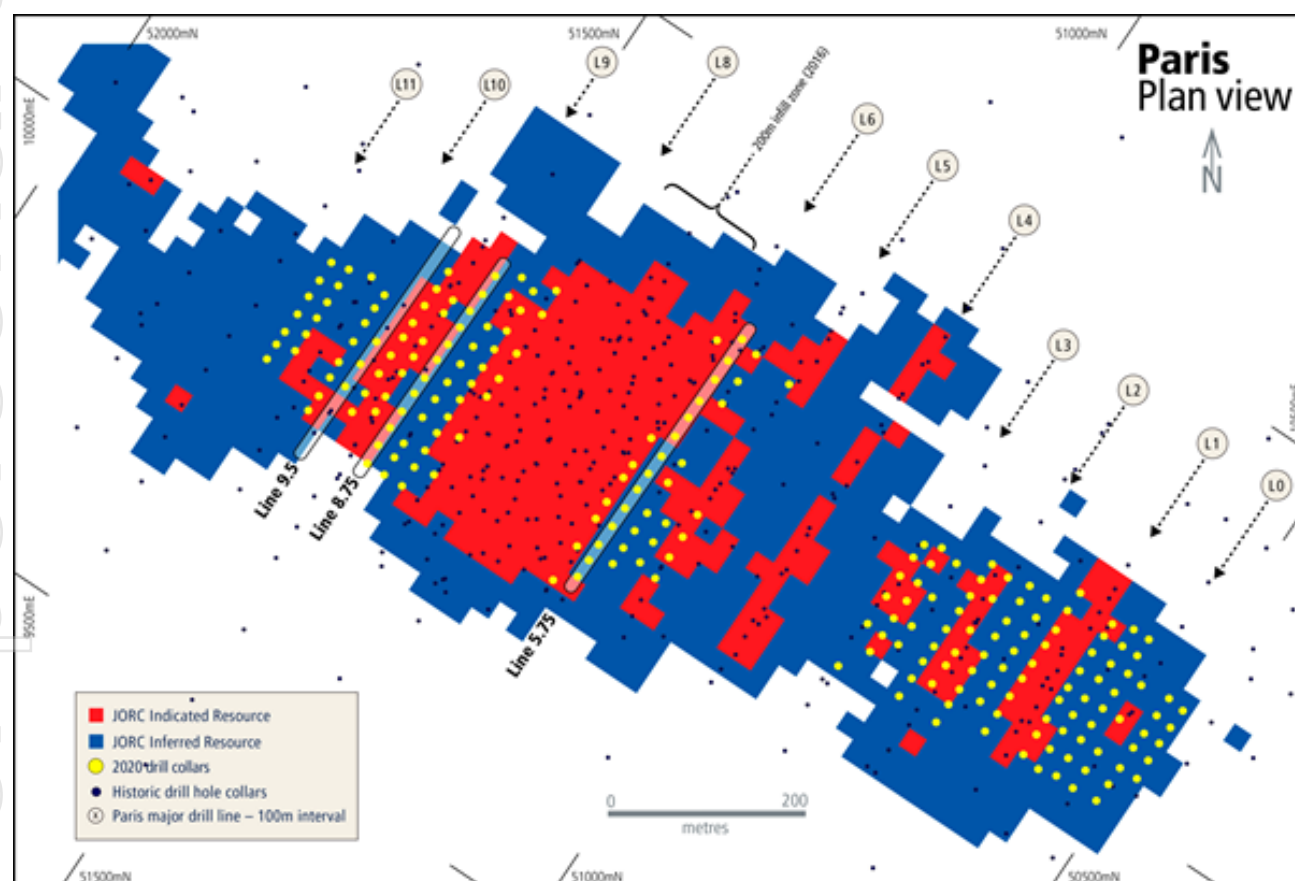 52000mN
51500mN
51000mN
Paris
Plan view
N
10000mE
9500mE
L11
L10
L9
L8
200m infill zone (2016)
L6
L5
L4
L3
L2
L1
L0
Line 9.5
Line 8.75
Line 5.75
JORC Indicated Resource
JORC Inferred Resource
2020 drill collars
Historic drill hole collars
x Paris major drill line – 100m interval
0 200
metres
51500mN
51000mN
50500mN